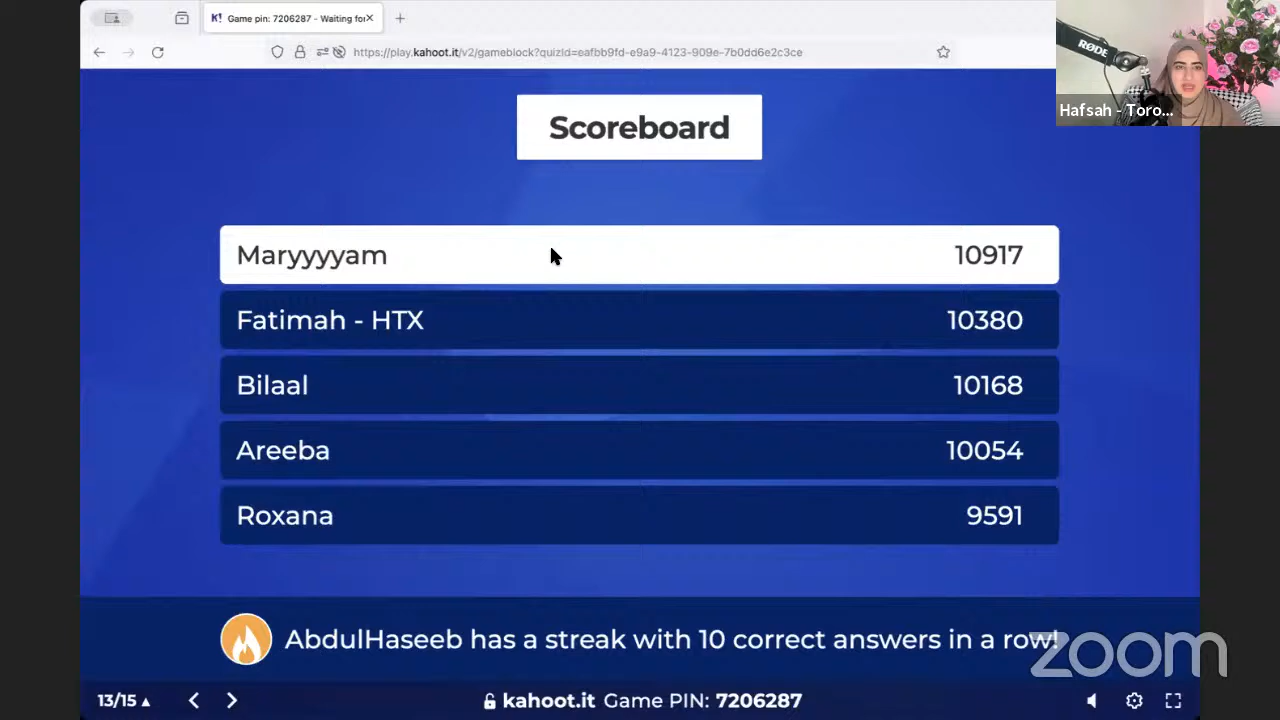 K! Game pin: 7206287 - Waiting for
https://play.kahoot.it/v2/gameblock?quizId=eafbb9fd-e9a9-4123-909e-7b0dd6e2c3ce
RØDE
Hafsah - Toro...
Scoreboard
Maryyyyam 10917
Fatimah - HTX 10380
Bilaal 10168
Areeba 10054
Roxana 9591
AbdulHaseeb has a streak with 10 correct answers in a row!
zoom
13/15 kahoot.it Game PIN: 7206287